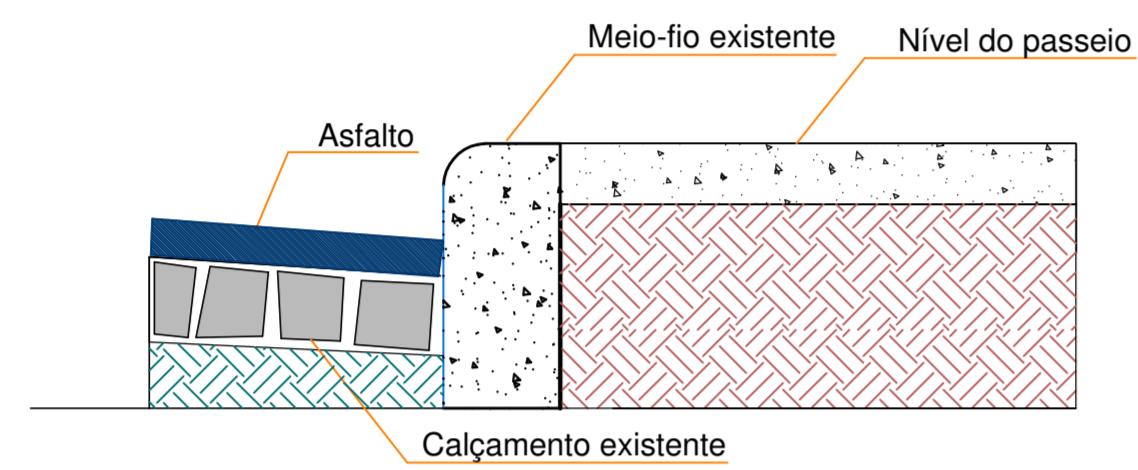 Meio-fio existente
Nível do passeio
Asfalto
Calçamento existente